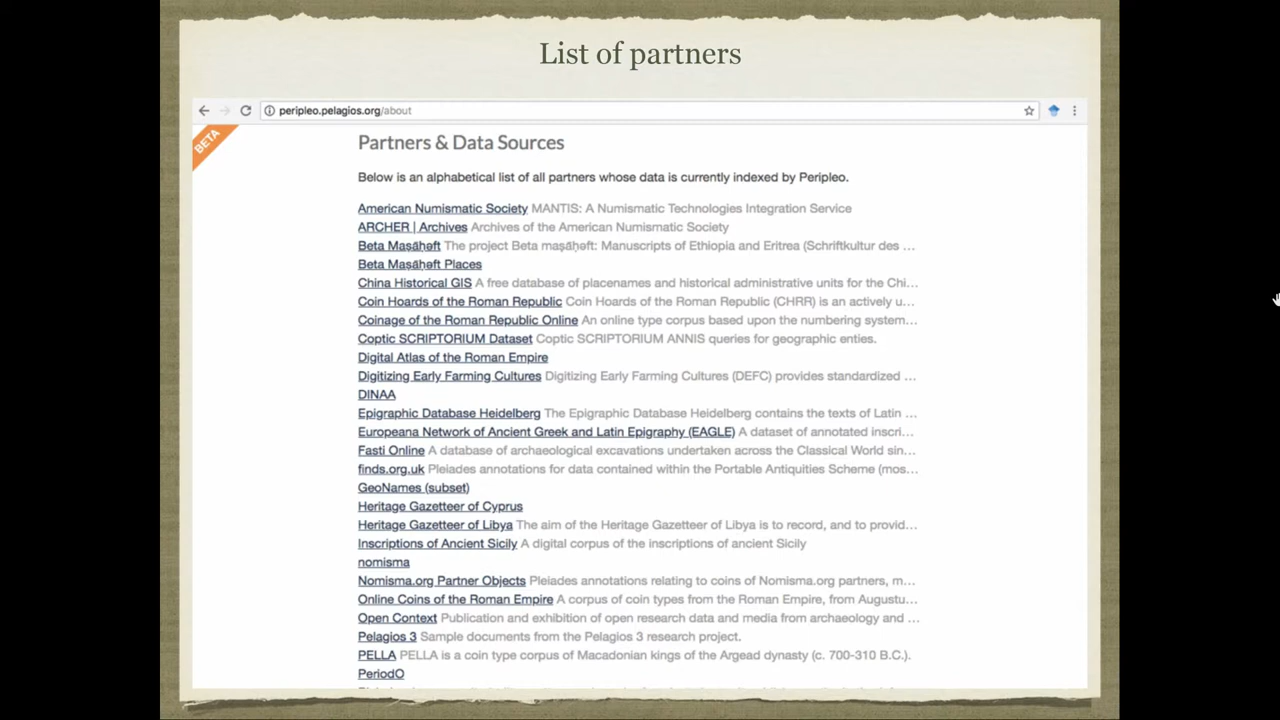 List of partners
peripleo.pelagios.org/about
BETA
Partners & Data Sources
Below is an alphabetical list of all partners whose data is currently indexed by Peripleo.
American Numismatic Society MANTIS: A Numismatic Technologies Integration Service
ARCHER | Archives Archives of the American Numismatic Society
Beta Maṣāḥǝft The project Beta maṣāḥǝft: Manuscripts of Ethiopia and Eritrea (Schriftkultur des ...
Beta Maṣāḥǝft Places
China Historical GIS A free database of placenames and historical administrative units for the Chi...
Coin Hoards of the Roman Republic Coin Hoards of the Roman Republic (CHRR) is an actively u...
Coinage of the Roman Republic Online An online type corpus based upon the numbering system...
Coptic SCRIPTORIUM Dataset Coptic SCRIPTORIUM ANNIS queries for geographic enties.
Digital Atlas of the Roman Empire
Digitizing Early Farming Cultures Digitizing Early Farming Cultures (DEFC) provides standardized ...
DINAA
Epigraphic Database Heidelberg The Epigraphic Database Heidelberg contains the texts of Latin ...
Europeana Network of Ancient Greek and Latin Epigraphy (EAGLE) A dataset of annotated inscri...
Fasti Online A database of archaeological excavations undertaken across the Classical World sin...
finds.org.uk Pleiades annotations for data contained within the Portable Antiquities Scheme (mos...
GeoNames (subset)
Heritage Gazetteer of Cyprus
Heritage Gazetteer of Libya The aim of the Heritage Gazetteer of Libya is to record, and to provid...
Inscriptions of Ancient Sicily A digital corpus of the inscriptions of ancient Sicily
nomisma
Nomisma.org Partner Objects Pleiades annotations relating to coins of Nomisma.org partners, m...
Online Coins of the Roman Empire A corpus of coin types from the Roman Empire, from Augustu...
Open Context Publication and exhibition of open research data and media from archaeology and ...
Pelagios 3 Sample documents from the Pelagios 3 research project.
PELLA PELLA is a coin type corpus of Macadonian kings of the Argead dynasty (c. 700-310 B.C.).
PeriodO